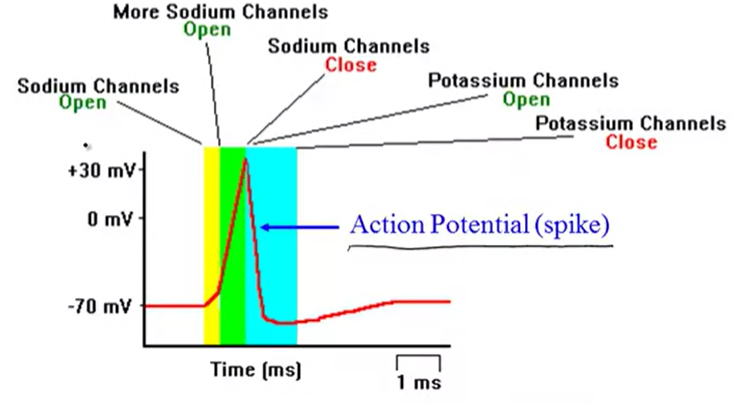 More Sodium Channels
Open
Sodium Channels
Close
Sodium Channels
Open
Potassium Channels
Open
Potassium Channels
Close
+30 mV
0 mV
Action Potential (spike)
-70 mV
Time (ms)
1 ms